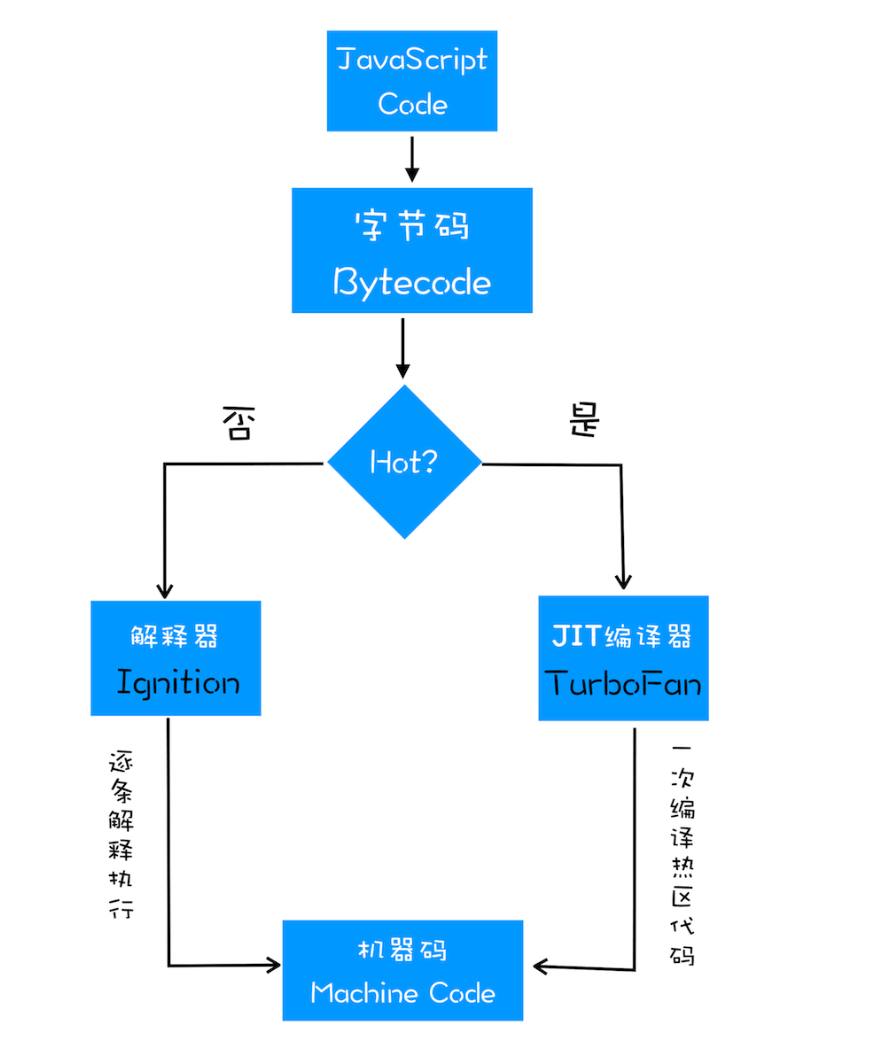 JavaScript
Code
字节码
Bytecode
否
是
Hot?
解释器
Ignition
JIT编译器
TurboFan
逐条解释执行
一次编译热区代码
机器码
Machine Code